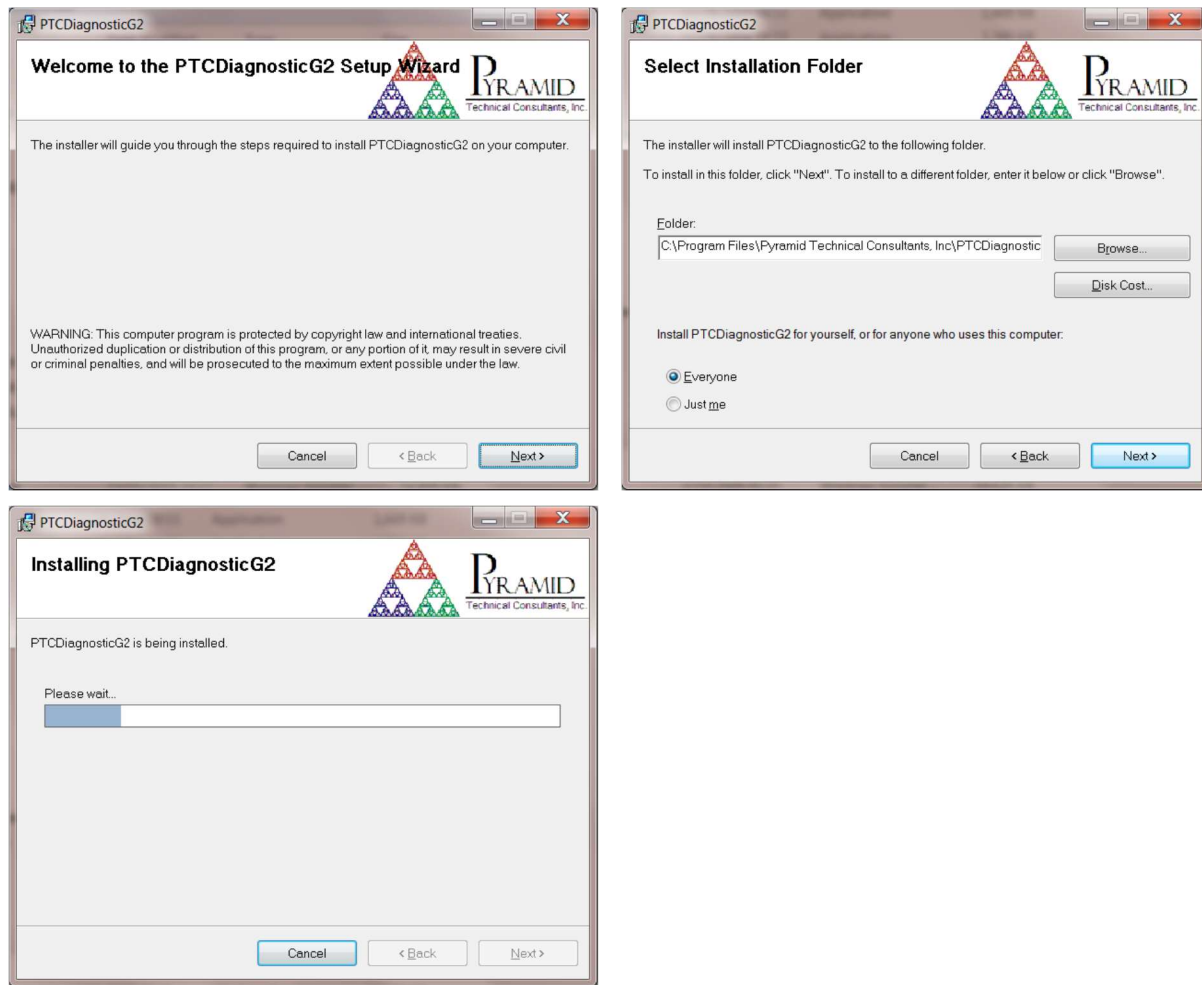 PTCDiagnosticG2
Welcome to the PTCDiagnosticG2 Setup Wizard
PYRAMID
Technical Consultants, Inc.
The installer will guide you through the steps required to install PTCDiagnosticG2 on your computer.
WARNING: This computer program is protected by copyright law and international treaties.
Unauthorized duplication or distribution of this program, or any portion of it, may result in severe civil
or criminal penalties, and will be prosecuted to the maximum extent possible under the law.
Cancel
< Back
Next >
PTCDiagnosticG2
Select Installation Folder
PYRAMID
Technical Consultants, Inc.
The installer will install PTCDiagnosticG2 to the following folder.
To install in this folder, click "Next". To install to a different folder, enter it below or click "Browse".
Folder:
C:\Program Files\Pyramid Technical Consultants, Inc\PTCDiagnostic
Browse...
Disk Cost...
Install PTCDiagnosticG2 for yourself, or for anyone who uses this computer:
Everyone
Just me
Cancel
< Back
Next >
PTCDiagnosticG2
Installing PTCDiagnosticG2
PYRAMID
Technical Consultants, Inc.
PTCDiagnosticG2 is being installed.
Please wait...
Cancel
< Back
Next >